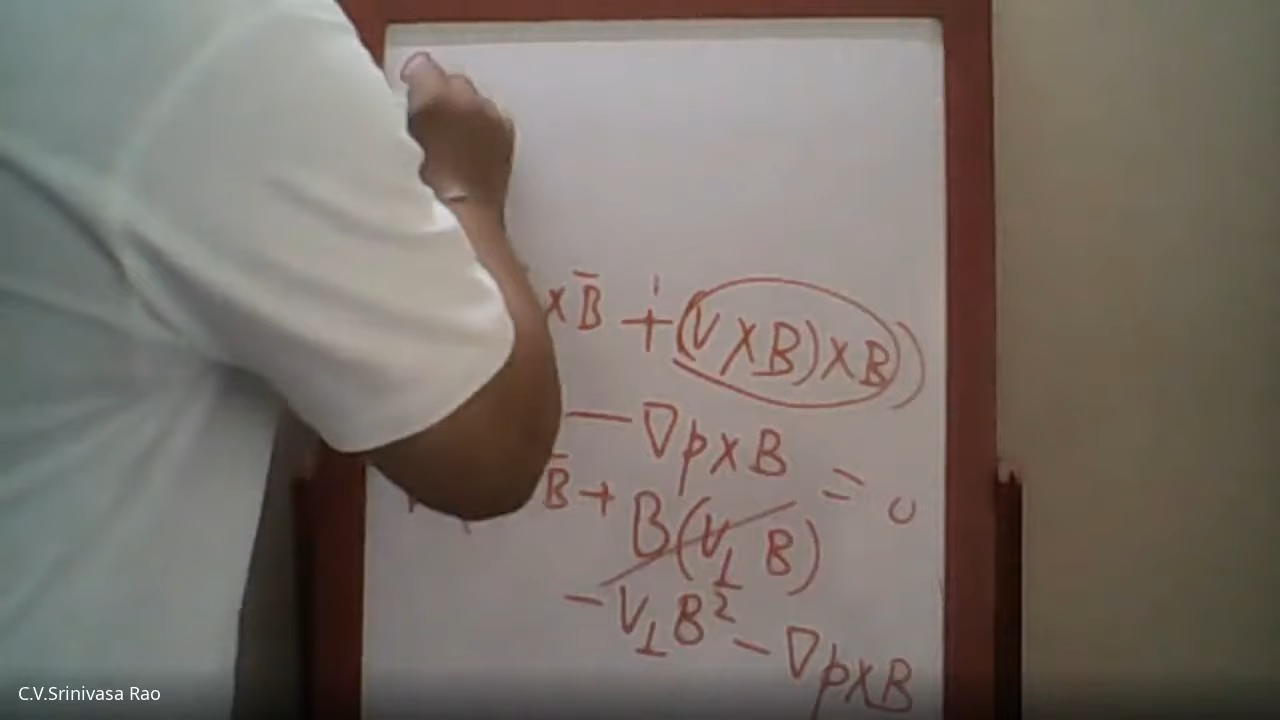 x B̄ + (V X B) X B)
— ∇p x B
B̄ + B(V⊥ B) = 0
− V⊥ B² − ∇p x B
C.V.Srinivasa Rao